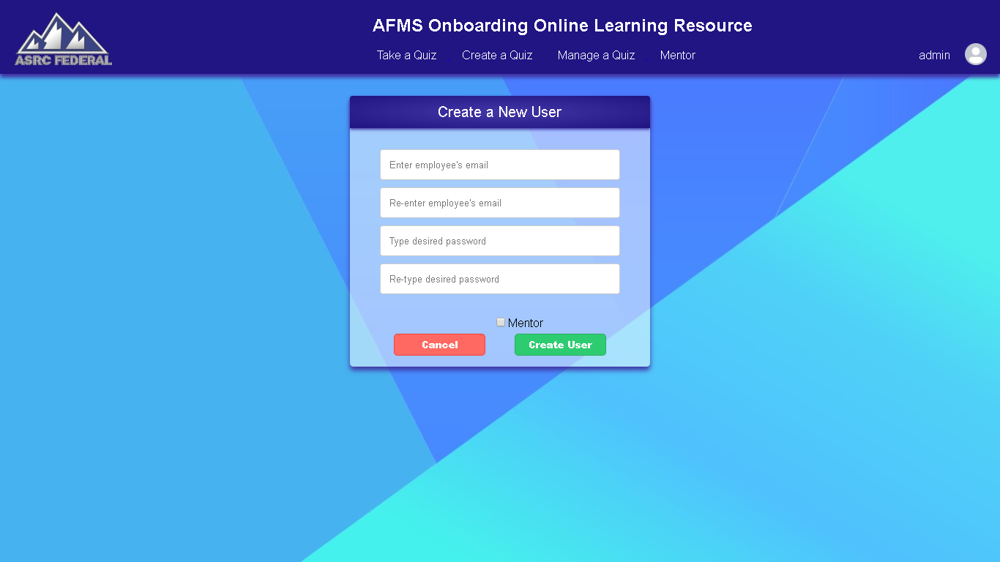 ASRC FEDERAL
AFMS Onboarding Online Learning Resource
Take a Quiz Create a Quiz Manage a Quiz Mentor
admin
Create a New User
Enter employee's email
Re-enter employee's email
Type desired password
Re-type desired password
Mentor
Cancel Create User